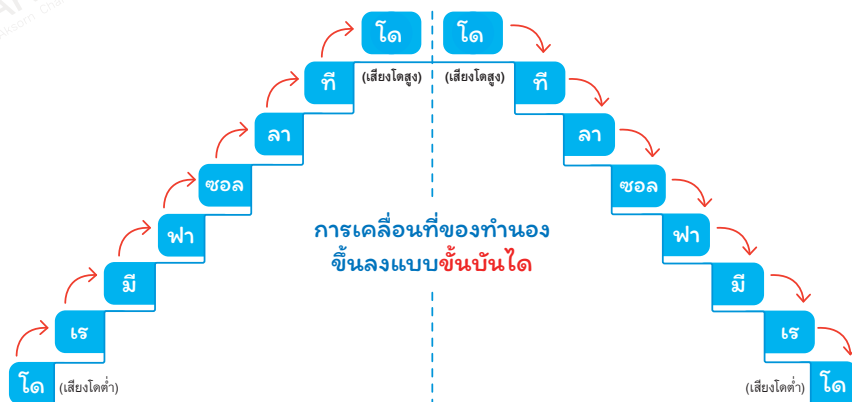 โด โด
ที (เสียงโดสูง) (เสียงโดสูง) ที
ลา ลา
ซอล ซอล
ฟา ฟา
การเคลื่อนที่ของทำนอง
ขึ้นลงแบบขั้นบันได
มี มี
เร เร
โด (เสียงโดต่ำ) (เสียงโดต่ำ) โด